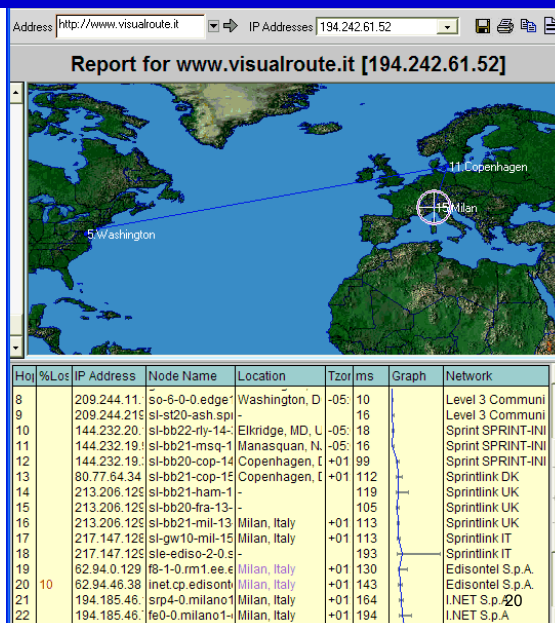 Address http://www.visualroute.it IP Addresses 194.242.61.52
Report for www.visualroute.it [194.242.61.52]
11.Copenhagen
15.Milan
5.Washington
Hop %Los IP Address Node Name Location Tzor ms Graph Network
8 209.244.11. so-6-0-0.edge Washington, D -05: 10 Level 3 Communi
9 209.244.219 sl-st20-ash.spi - 16 Level 3 Communi
10 144.232.20. sl-bb22-rly-14- Elkridge, MD, U -05: 18 Sprint SPRINT-INI
11 144.232.19. sl-bb21-msq-1 Manasquan, N. -05: 16 Sprint SPRINT-INI
12 144.232.19. sl-bb20-cop-14 Copenhagen, +01 99 Sprint SPRINT-INI
13 80.77.64.34 sl-bb21-cop-15 Copenhagen, +01 112 Sprintlink DK
14 213.206.129 sl-bb21-ham-1 - 119 Sprintlink UK
15 213.206.129 sl-bb20-fra-13- - 105 Sprintlink UK
16 213.206.129 sl-bb21-mil-13- Milan, Italy +01 113 Sprintlink UK
17 217.147.128 sl-gw10-mil-15 Milan, Italy +01 113 Sprintlink IT
18 217.147.129 sle-ediso-2-0.s - 193 Sprintlink IT
19 62.94.0.129 f8-1-0.rm1.ee.e Milan, Italy +01 130 Edisontel S.p.A.
20 10 62.94.46.38 inet.cp.edisont Milan, Italy +01 143 Edisontel S.p.A.
21 194.185.46. srp4-0.milano1 Milan, Italy +01 164 I.NET S.p.A
22 194.185.46. fe0-0.milano1- Milan, Italy +01 194 I.NET S.p.A
20